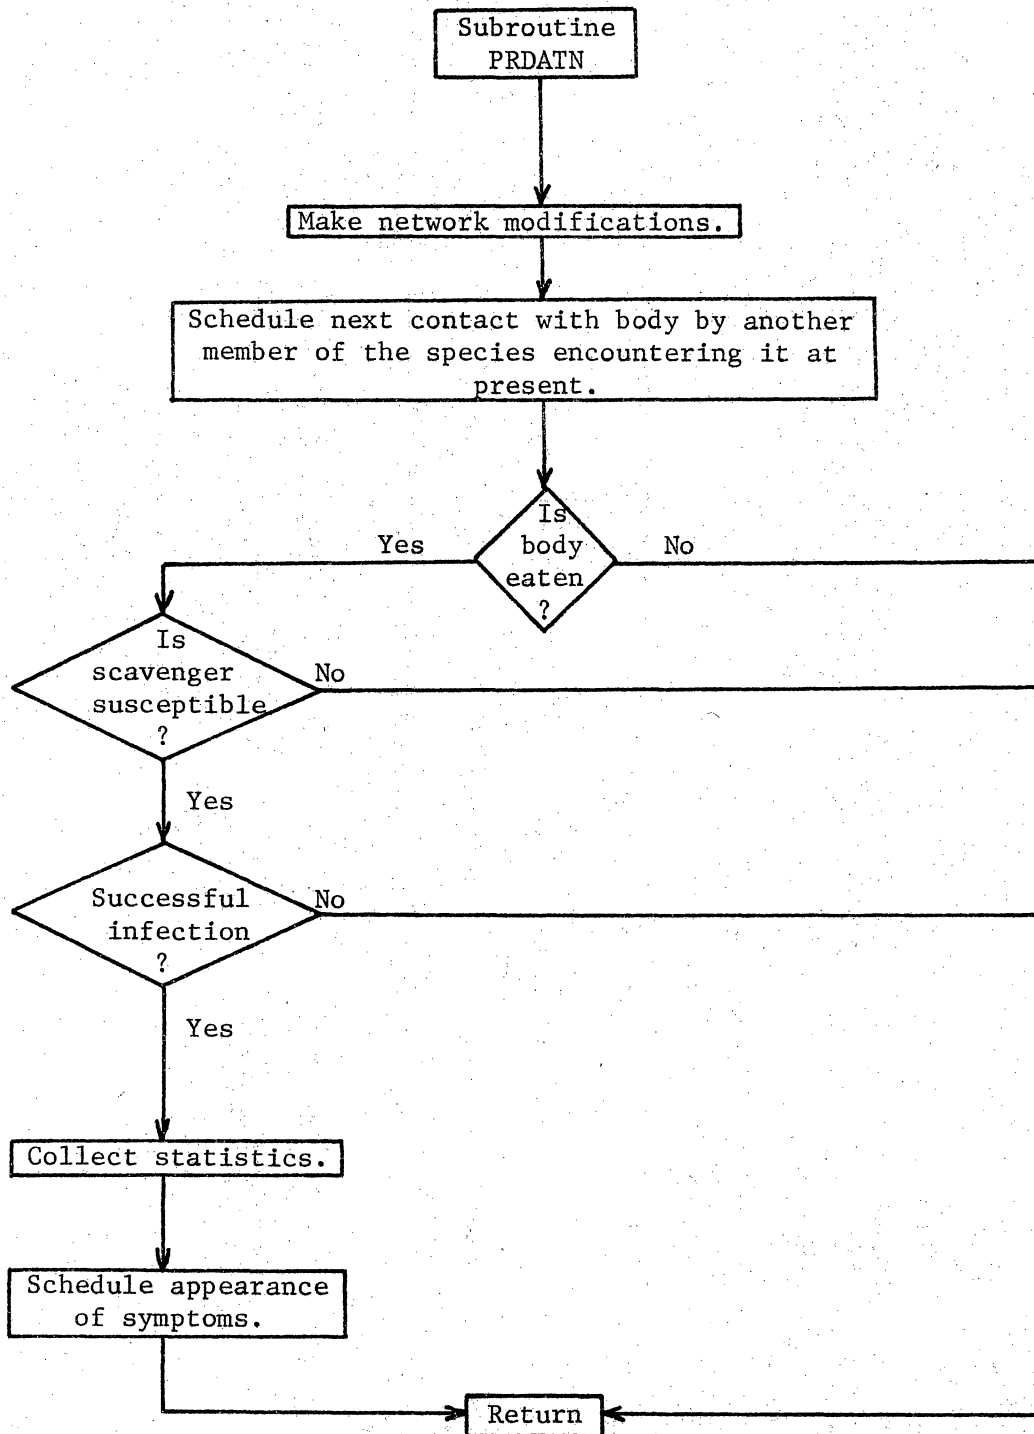 Subroutine
PRDATN
Make network modifications.
Schedule next contact with body by another
member of the species encountering it at
present.
Is
body
eaten
?
Yes
No
Is
scavenger
susceptible
?
No
Yes
Successful
infection
?
No
Yes
Collect statistics.
Schedule appearance
of symptoms.
Return